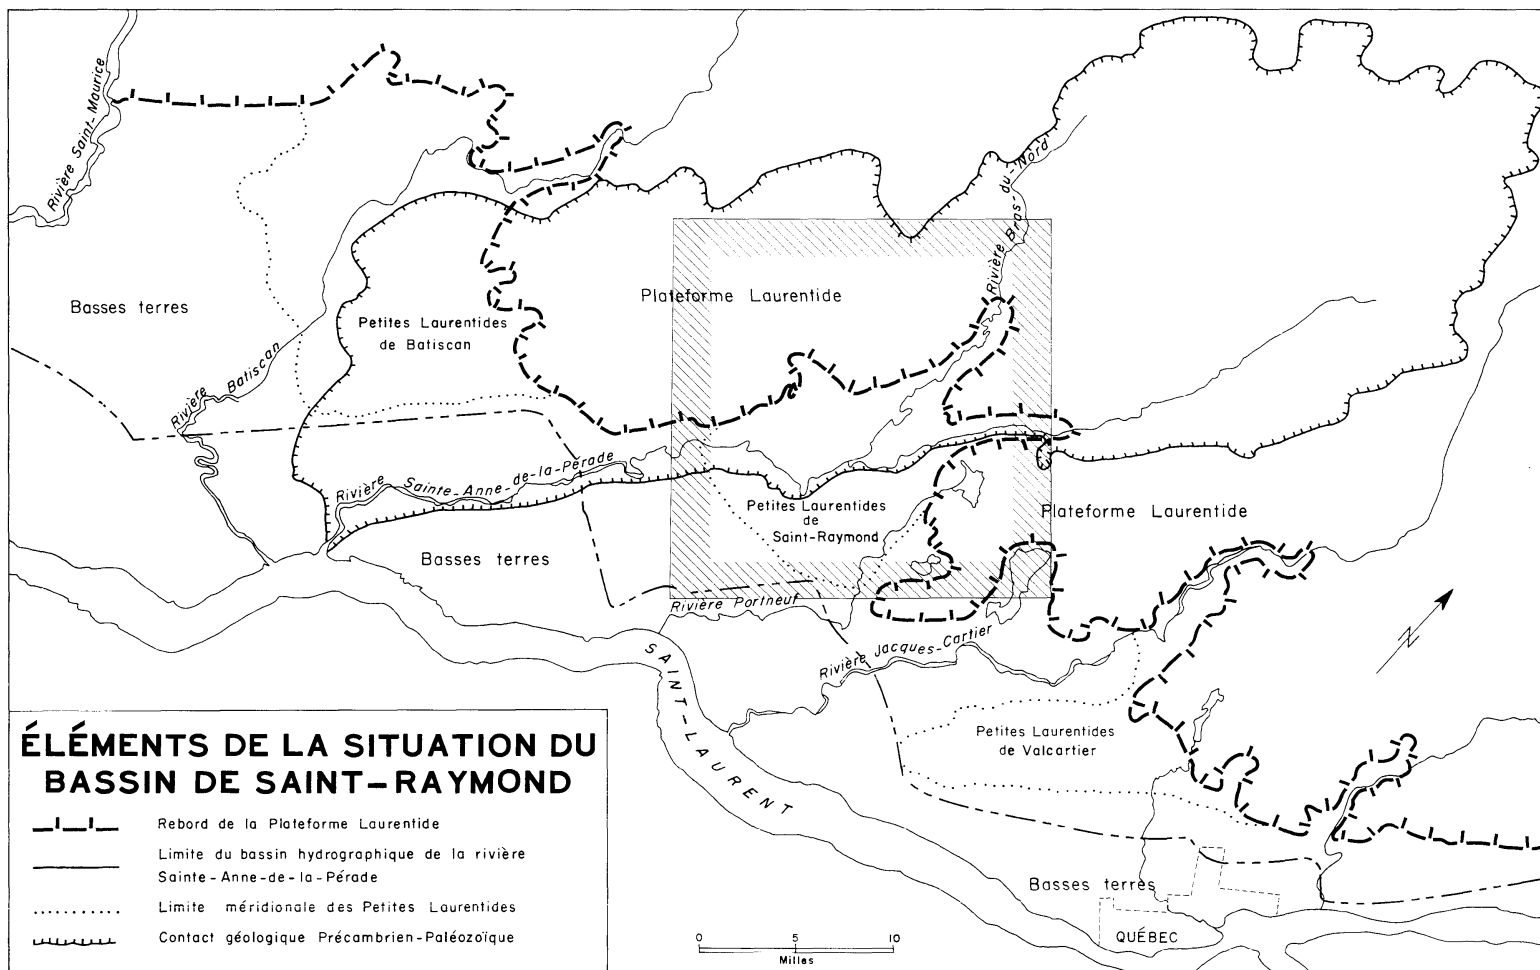 Rivière Saint-Maurice
Rivière Bras-du-Nord
Basses terres
Plateforme Laurentide
Petites Laurentides
de Batiscan
Rivière Batiscan
Rivière Sainte-Anne-de-la-Pérade
Petites Laurentides
de
Saint-Raymond
Plateforme Laurentide
Basses terres
Rivière Portneuf
Rivière Jacques-Cartier
N
SAINT-LAURENT
Petites Laurentides
de Valcartier
Basses terres
QUÉBEC
ÉLÉMENTS DE LA SITUATION DU
BASSIN DE SAINT-RAYMOND
Rebord de la Plateforme Laurentide
Limite du bassin hydrographique de la rivière
Sainte-Anne-de-la-Pérade
Limite méridionale des Petites Laurentides
Contact géologique Précambrien-Paléozoïque
0 5 10
Milles